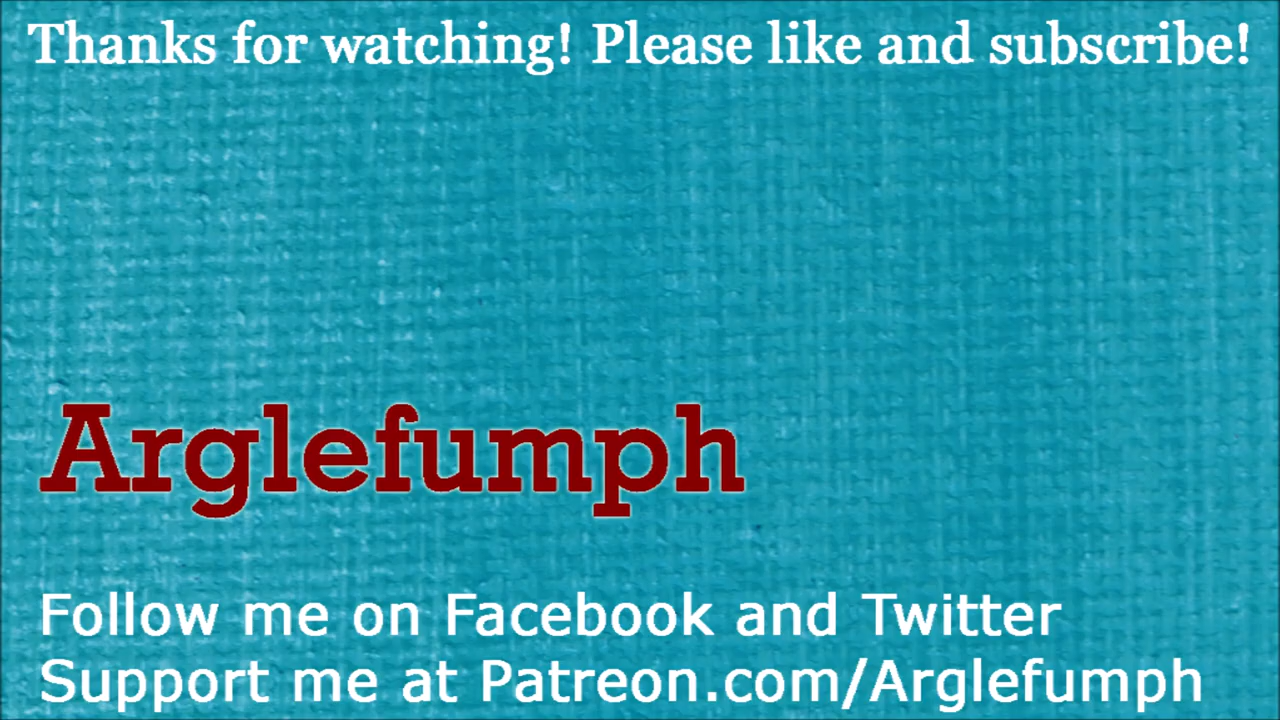 Thanks for watching! Please like and subscribe!
Arglefumph
Follow me on Facebook and Twitter
Support me at Patreon.com/Arglefumph